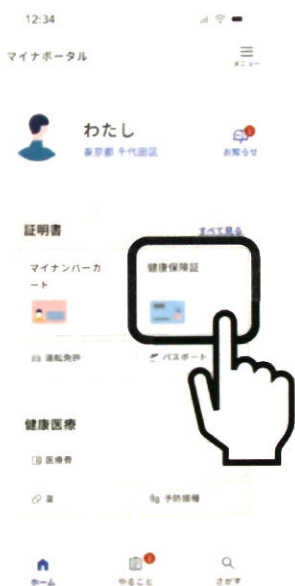 12:34
マイナポータル
メニュー
わたし
東京都 千代田区
お知らせ
証明書
すべて見る
マイナンバーカ
ード
健康保険証
運転免許
パスポート
健康医療
医療費
薬
予防接種
ホーム
やること
さがす